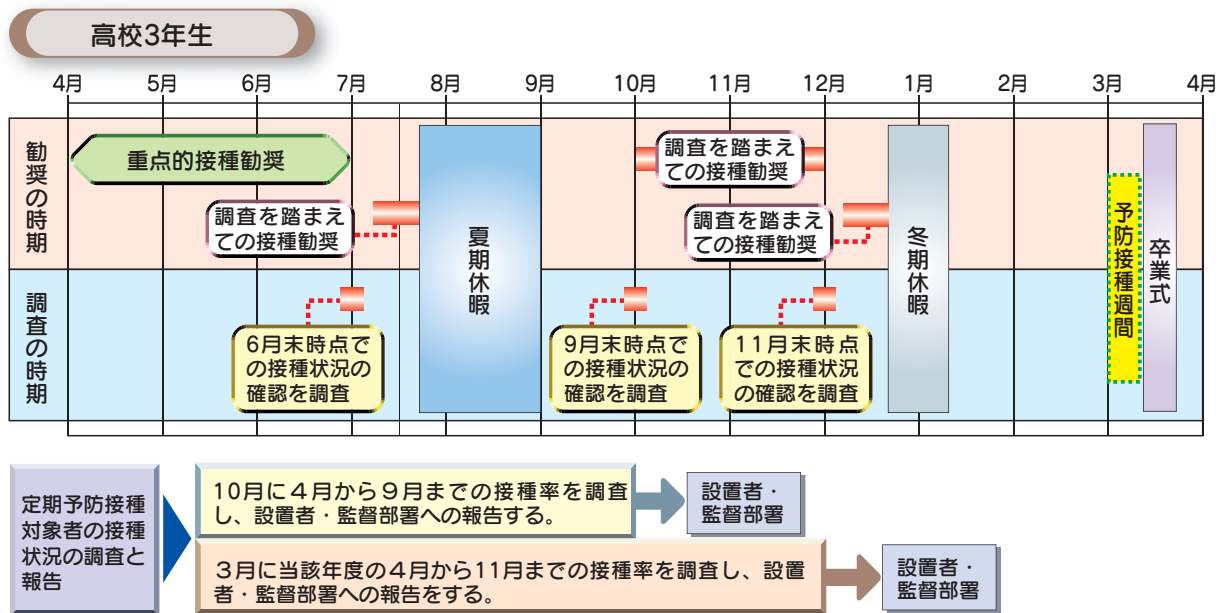 高校3年生
4月
5月
6月
7月
8月
9月
10月
11月
12月
1月
2月
3月
4月
勧奨の時期
重点的接種勧奨
調査を踏まえ
ての接種勧奨
夏期休暇
調査を踏まえ
ての接種勧奨
調査を踏まえ
ての接種勧奨
冬期休暇
予防接種週間
卒業式
調査の時期
6月末時点で
の接種状況の
確認を調査
9月末時点で
の接種状況の
確認を調査
11月末時点
での接種状況
の確認を調査
定期予防接種
対象者の接種
状況の調査と
報告
10月に4月から9月までの接種率を調査
し、設置者・監督部署への報告する。
設置者・
監督部署
3月に当該年度の4月から11月までの接種率を調査し、設置
者・監督部署への報告をする。
設置者・
監督部署